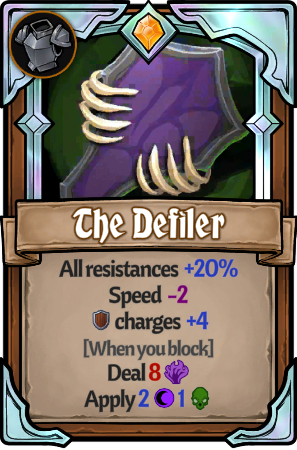 The Defiler
All resistances +20%
Speed -2
charges +4
[When you block]
Deal 8
Apply 2 1